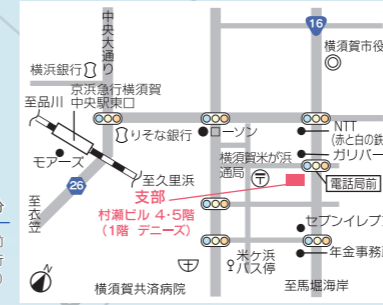 中央大通り
16
横須賀市役
横浜銀行
至品川
京浜急行横須賀
中央駅東口
りそな銀行
ローソン
NTT
(赤と白の鉄
ガリバー
モアーズ
横須賀米が浜
通局
電話局前
至久里浜
26
至衣笠
支部
村瀬ビル 4・5階
(1階 デニーズ)
セブンイレブ
米ケ浜
バス停
年金事務
横須賀共済病院
至馬堀海岸
分
前
行
)